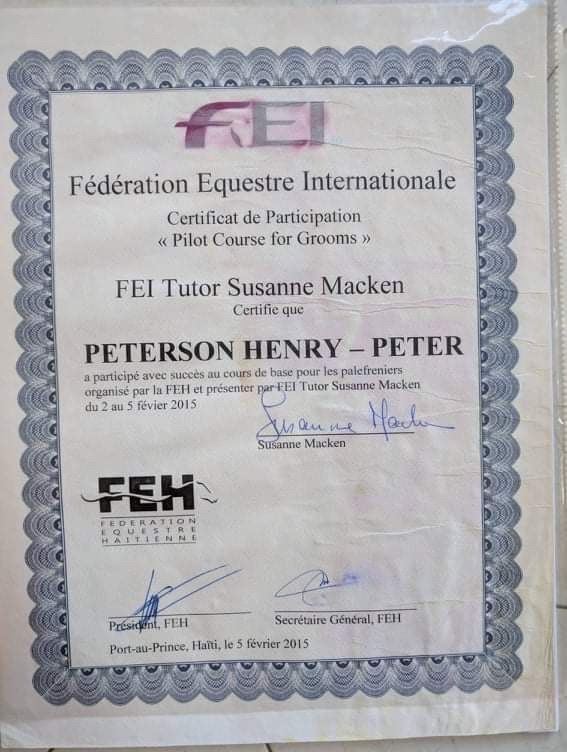 FEI
Fédération Equestre Internationale
Certificat de Participation
« Pilot Course for Grooms »
FEI Tutor Susanne Macken
Certifie que
PETERSON HENRY – PETER
a participé avec succès au cours de base pour les palefreniers
organisé par la FEH et présenter par FEI Tutor Susanne Macken
du 2 au 5 févier 2015
Susanne Macken
Susanne Macken
FEH
FEDERATION
EQUESTRE
HAITIENNE
Président, FEH
Secrétaire Général, FEH
Port-au-Prince, Haïti, le 5 février 2015